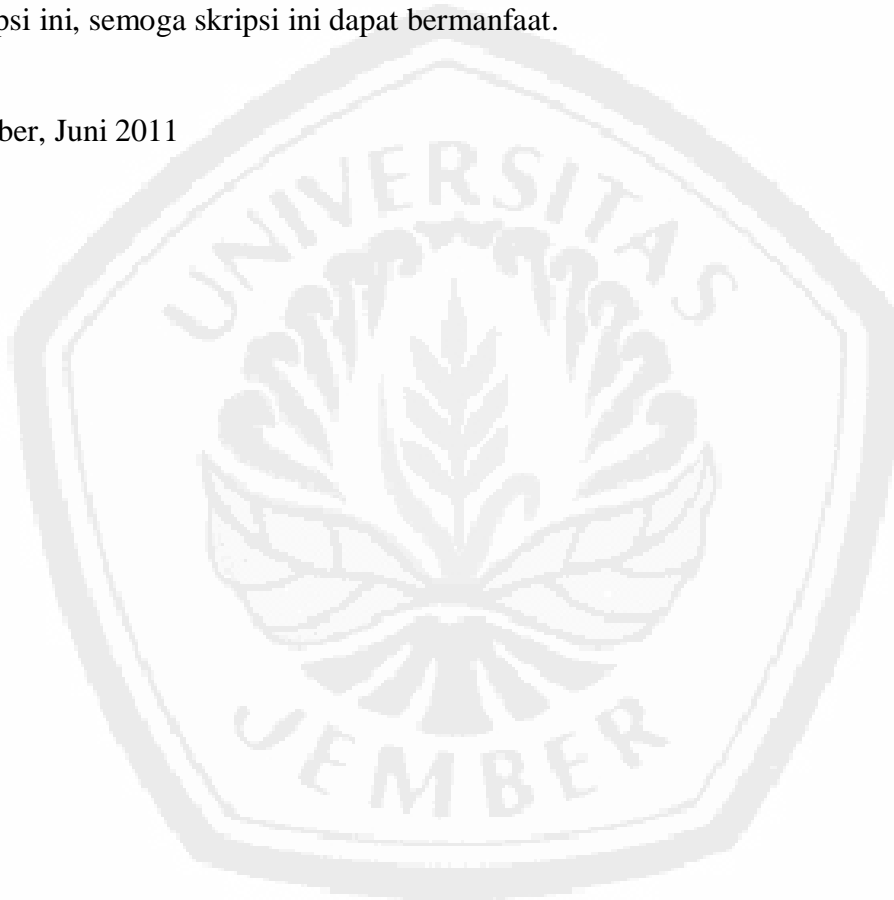 psi ini, semoga skripsi ini dapat bermanfaat.
ber, Juni 2011
UNIVERSITAS
JEMBER